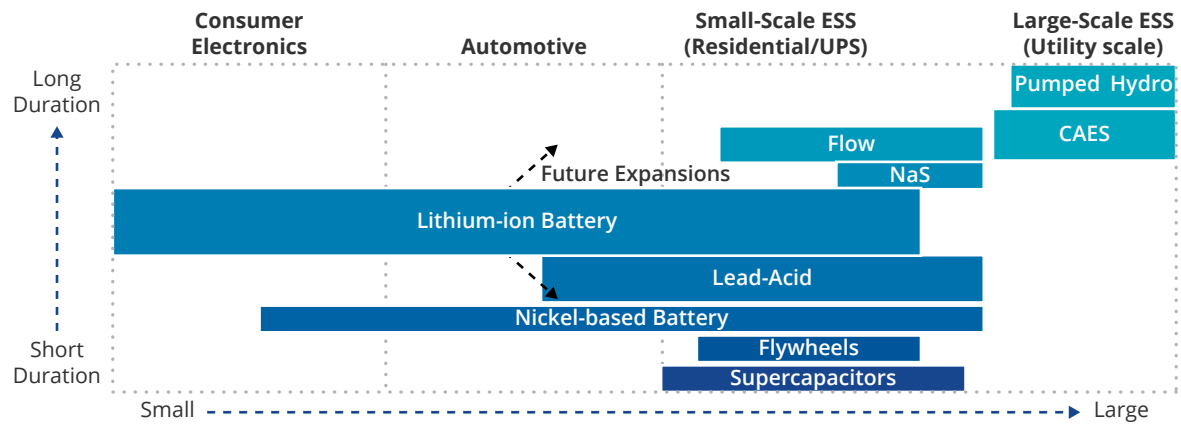 Consumer
Electronics
Automotive
Small-Scale ESS
(Residential/UPS)
Large-Scale ESS
(Utility scale)
Long
Duration
Pumped Hydro
CAES
Flow
Future Expansions
NaS
Lithium-ion Battery
Lead-Acid
Nickel-based Battery
Flywheels
Short
Duration
Supercapacitors
Small
Large